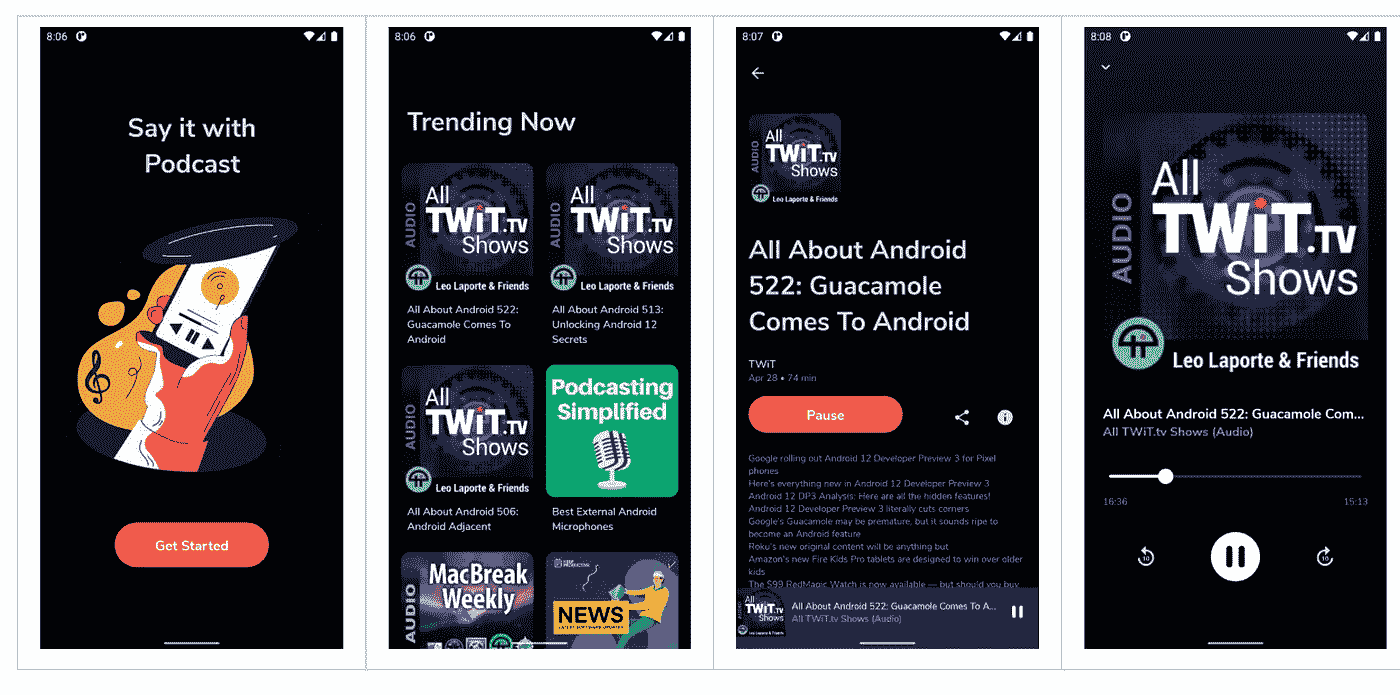 8:06
Say it with
Podcast
Get Started
8:06
Trending Now
AUDIO
All
TWiT.TV
Shows
Leo Laporte & Friends
All About Android 522:
Guacamole Comes To
Android
AUDIO
All
TWiT.TV
Shows
Leo Laporte & Friends
All About Android 513:
Unlocking Android 12
Secrets
AUDIO
All
TWiT.TV
Shows
Leo Laporte & Friends
All About Android 506:
Android Adjacent
Podcasting
Simplified
Best External Android
Microphones
AUDIO
MacBreak
Weekly
NEWS
8:07
AUDIO
All
TWiT.TV
Shows
Leo Laporte & Friends
All About Android
522: Guacamole
Comes To Android
TWiT
Apr 28 • 74 min
Pause
Google rolling out Android 12 Developer Preview 3 for Pixel
phones
Here's everything new in Android 12 Developer Preview 3
Android 12 DP3 Analysis: Here are all the hidden features!
Android 12 Developer Preview 3 literally cuts corners
Google's Guacamole may be premature, but it sounds ripe to
become an Android feature
Roku's new original content will be anything but
Amazon's new Fire Kids Pro tablets are designed to win over older
kids
The $99 RedMagic Watch is now available — but should you buy
All
TWiT.TV
Shows
Leo Laporte & Friends
All About Android 522: Guacamole Comes To A...
All TWiT.tv Shows (Audio)
8:08
AUDIO
All
TWiT.TV
Shows
Leo Laporte & Friends
All About Android 522: Guacamole Com...
All TWiT.tv Shows (Audio)
16:36
15:13
10
10